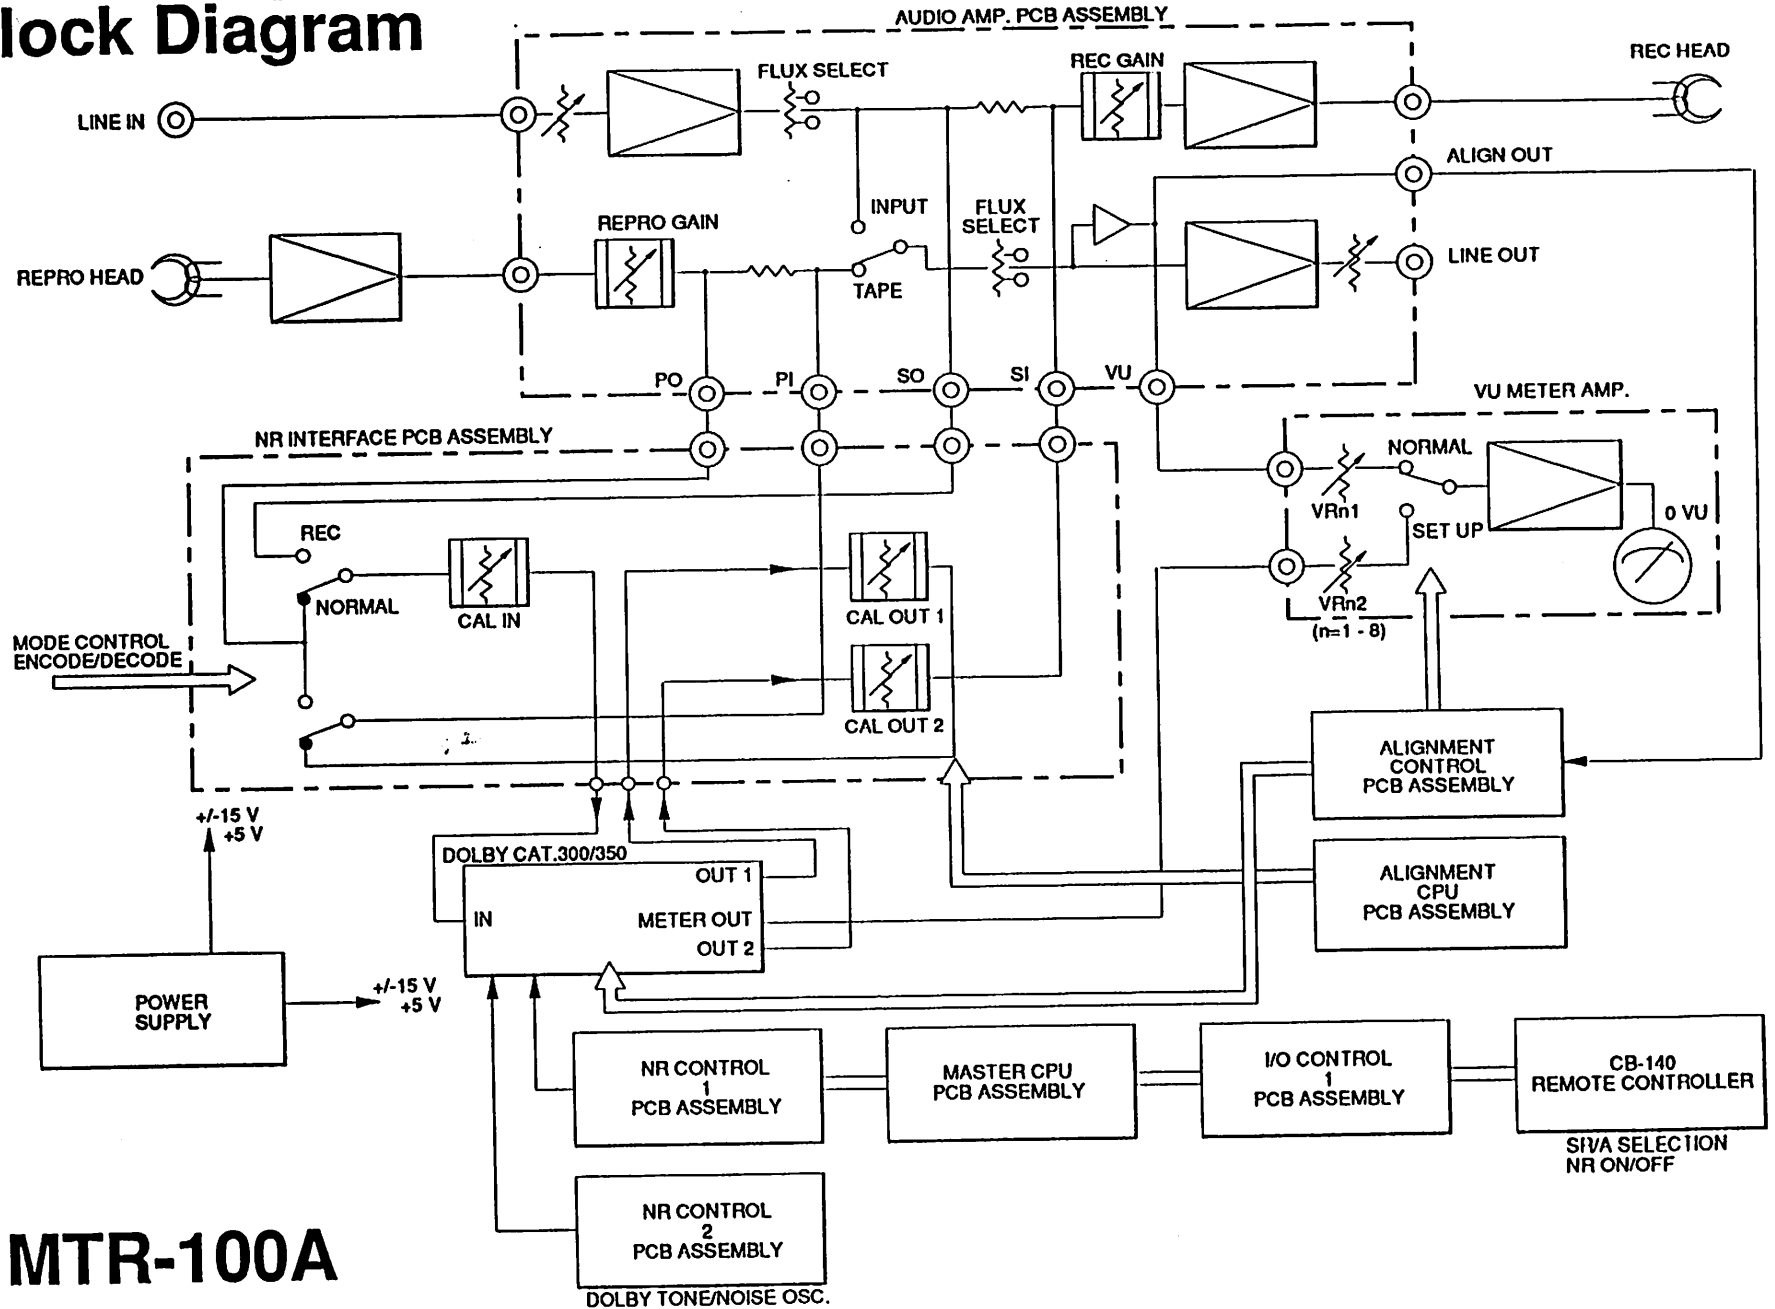 lock Diagram
AUDIO AMP. PCB ASSEMBLY
REC HEAD
LINE IN
FLUX SELECT
REC GAIN
ALIGN OUT
INPUT
FLUX
SELECT
REPRO GAIN
REPRO HEAD
TAPE
LINE OUT
PO
PI
SO
SI
VU
VU METER AMP.
NR INTERFACE PCB ASSEMBLY
NORMAL
VRn1
SET UP
0 VU
REC
NORMAL
CAL IN
CAL OUT 1
VRn2
(n=1 - 8)
MODE CONTROL
ENCODE/DECODE
CAL OUT 2
ALIGNMENT
CONTROL
PCB ASSEMBLY
+/-15 V
+5 V
DOLBY CAT.300/350
OUT 1
IN
METER OUT
OUT 2
ALIGNMENT
CPU
PCB ASSEMBLY
POWER
SUPPLY
+/-15 V
+5 V
NR CONTROL
1
PCB ASSEMBLY
MASTER CPU
PCB ASSEMBLY
I/O CONTROL
1
PCB ASSEMBLY
CB-140
REMOTE CONTROLLER
SR/A SELECTION
NR ON/OFF
NR CONTROL
2
PCB ASSEMBLY
DOLBY TONE/NOISE OSC.
MTR-100A